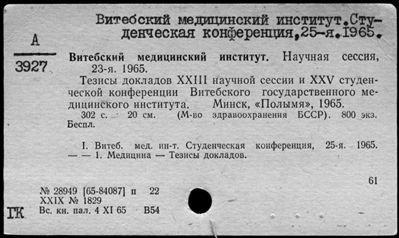 Витебский медицинский институт.Сту-
денческая конференция,25-я.1965.
А
3927
Витебский медицинский институт. Научная сессия,
23-я. 1965.
Тезисы докладов XXIII научной сессии и XXV студен-
ческой конференции Витебского государственного ме-
дицинского института. Минск, «Полымя», 1965.
302 с. 20 см. (М-во здравоохранения БССР). 800 экз.
Беспл.
I. Витеб. мед. ин-т. Студенческая конференция, 25-я. 1965.
— — 1. Медицина — Тезисы докладов.
61
№ 28949 [65-84087] п 22
XXIX № 1829
ГК Вс. кн. пал. 4 XI 65 В54